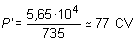 P' = 5,65·10⁴ / 735 ≃ 77 CV